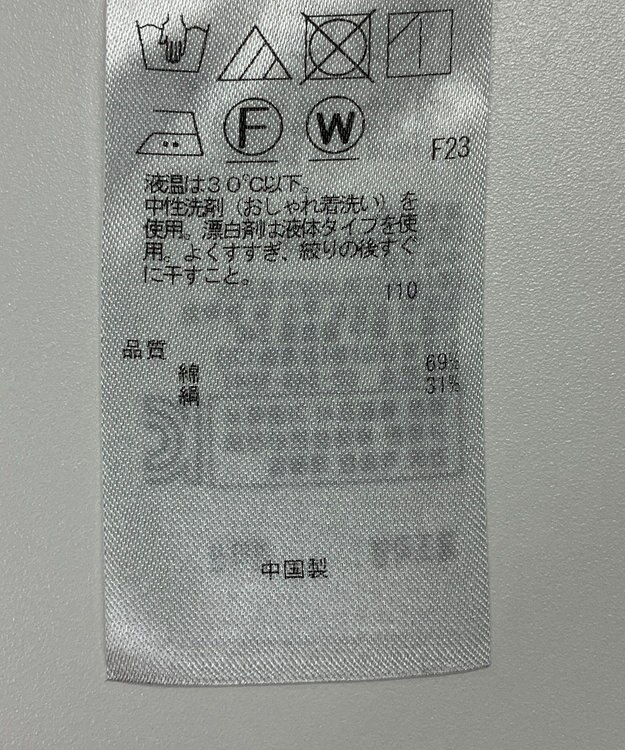 F
W
F23
液温は30℃以下。
中性洗剤（おしゃれ着洗い）を
使用。漂白剤は液体タイプを使
用。よくすすぎ、絞りの後すぐ
に干すこと。
110
品質
綿 69%
絹 31%
中国製